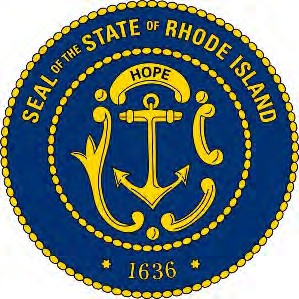 SEAL OF THE STATE OF RHODE ISLAND
HOPE
* 1636 *